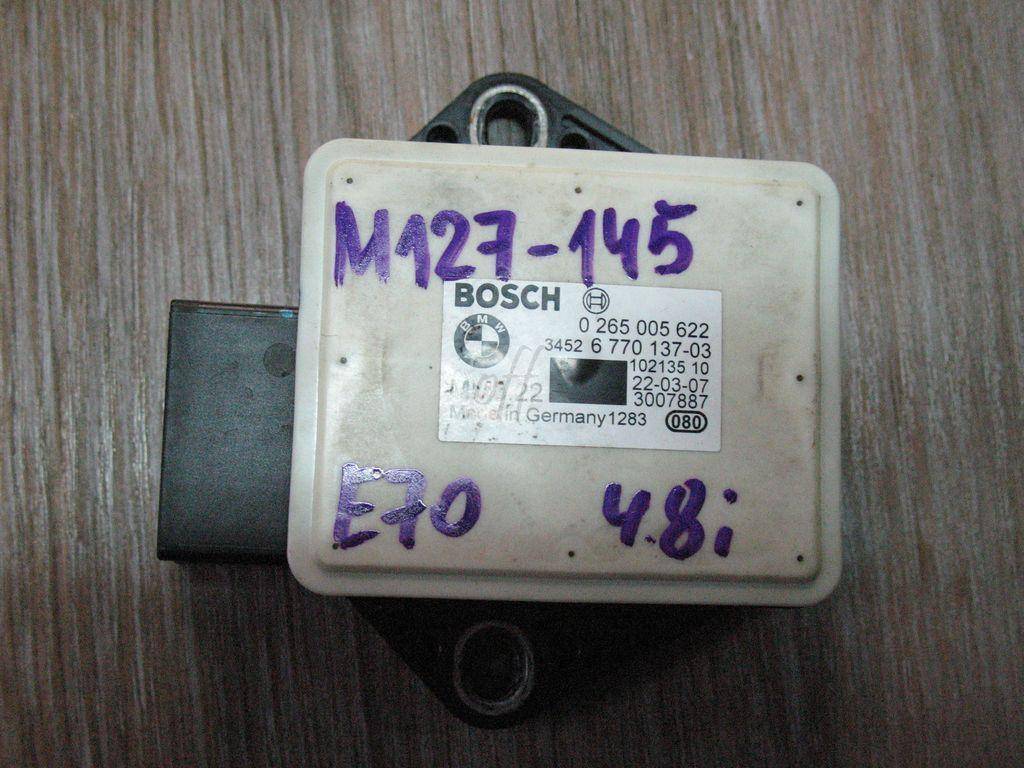 M127-145
BOSCH
BMW
0 265 005 622
3452 6 770 137-03
102135 10
22-03-07
3007887
Made in Germany 1283
080
E70 4.8i